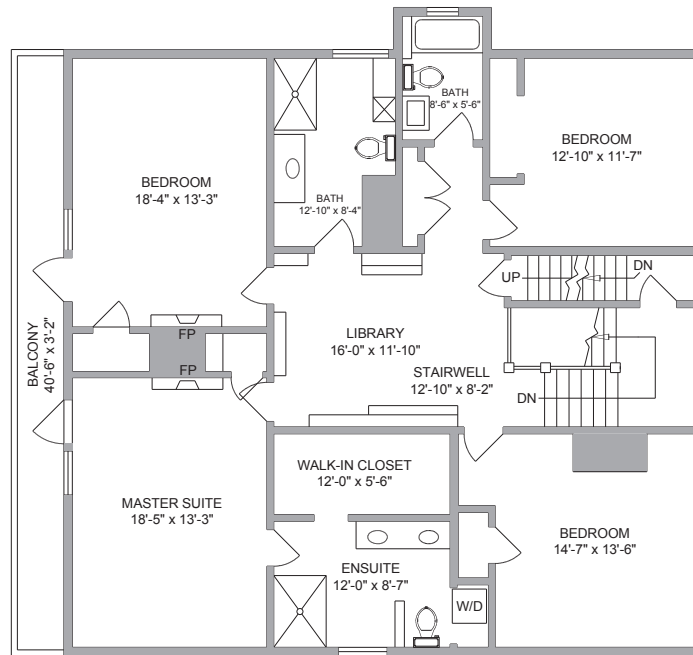 BATH
8'-6" x 5'-6"
BEDROOM
12'-10" x 11'-7"
BEDROOM
18'-4" x 13'-3"
BATH
12'-10" x 8'-4"
UP
DN
BALCONY
40'-6" x 3'-2"
FP
FP
LIBRARY
16'-0" x 11'-10"
STAIRWELL
12'-10" x 8'-2"
DN
WALK-IN CLOSET
12'-0" x 5'-6"
MASTER SUITE
18'-5" x 13'-3"
BEDROOM
14'-7" x 13'-6"
ENSUITE
12'-0" x 8'-7"
W/D